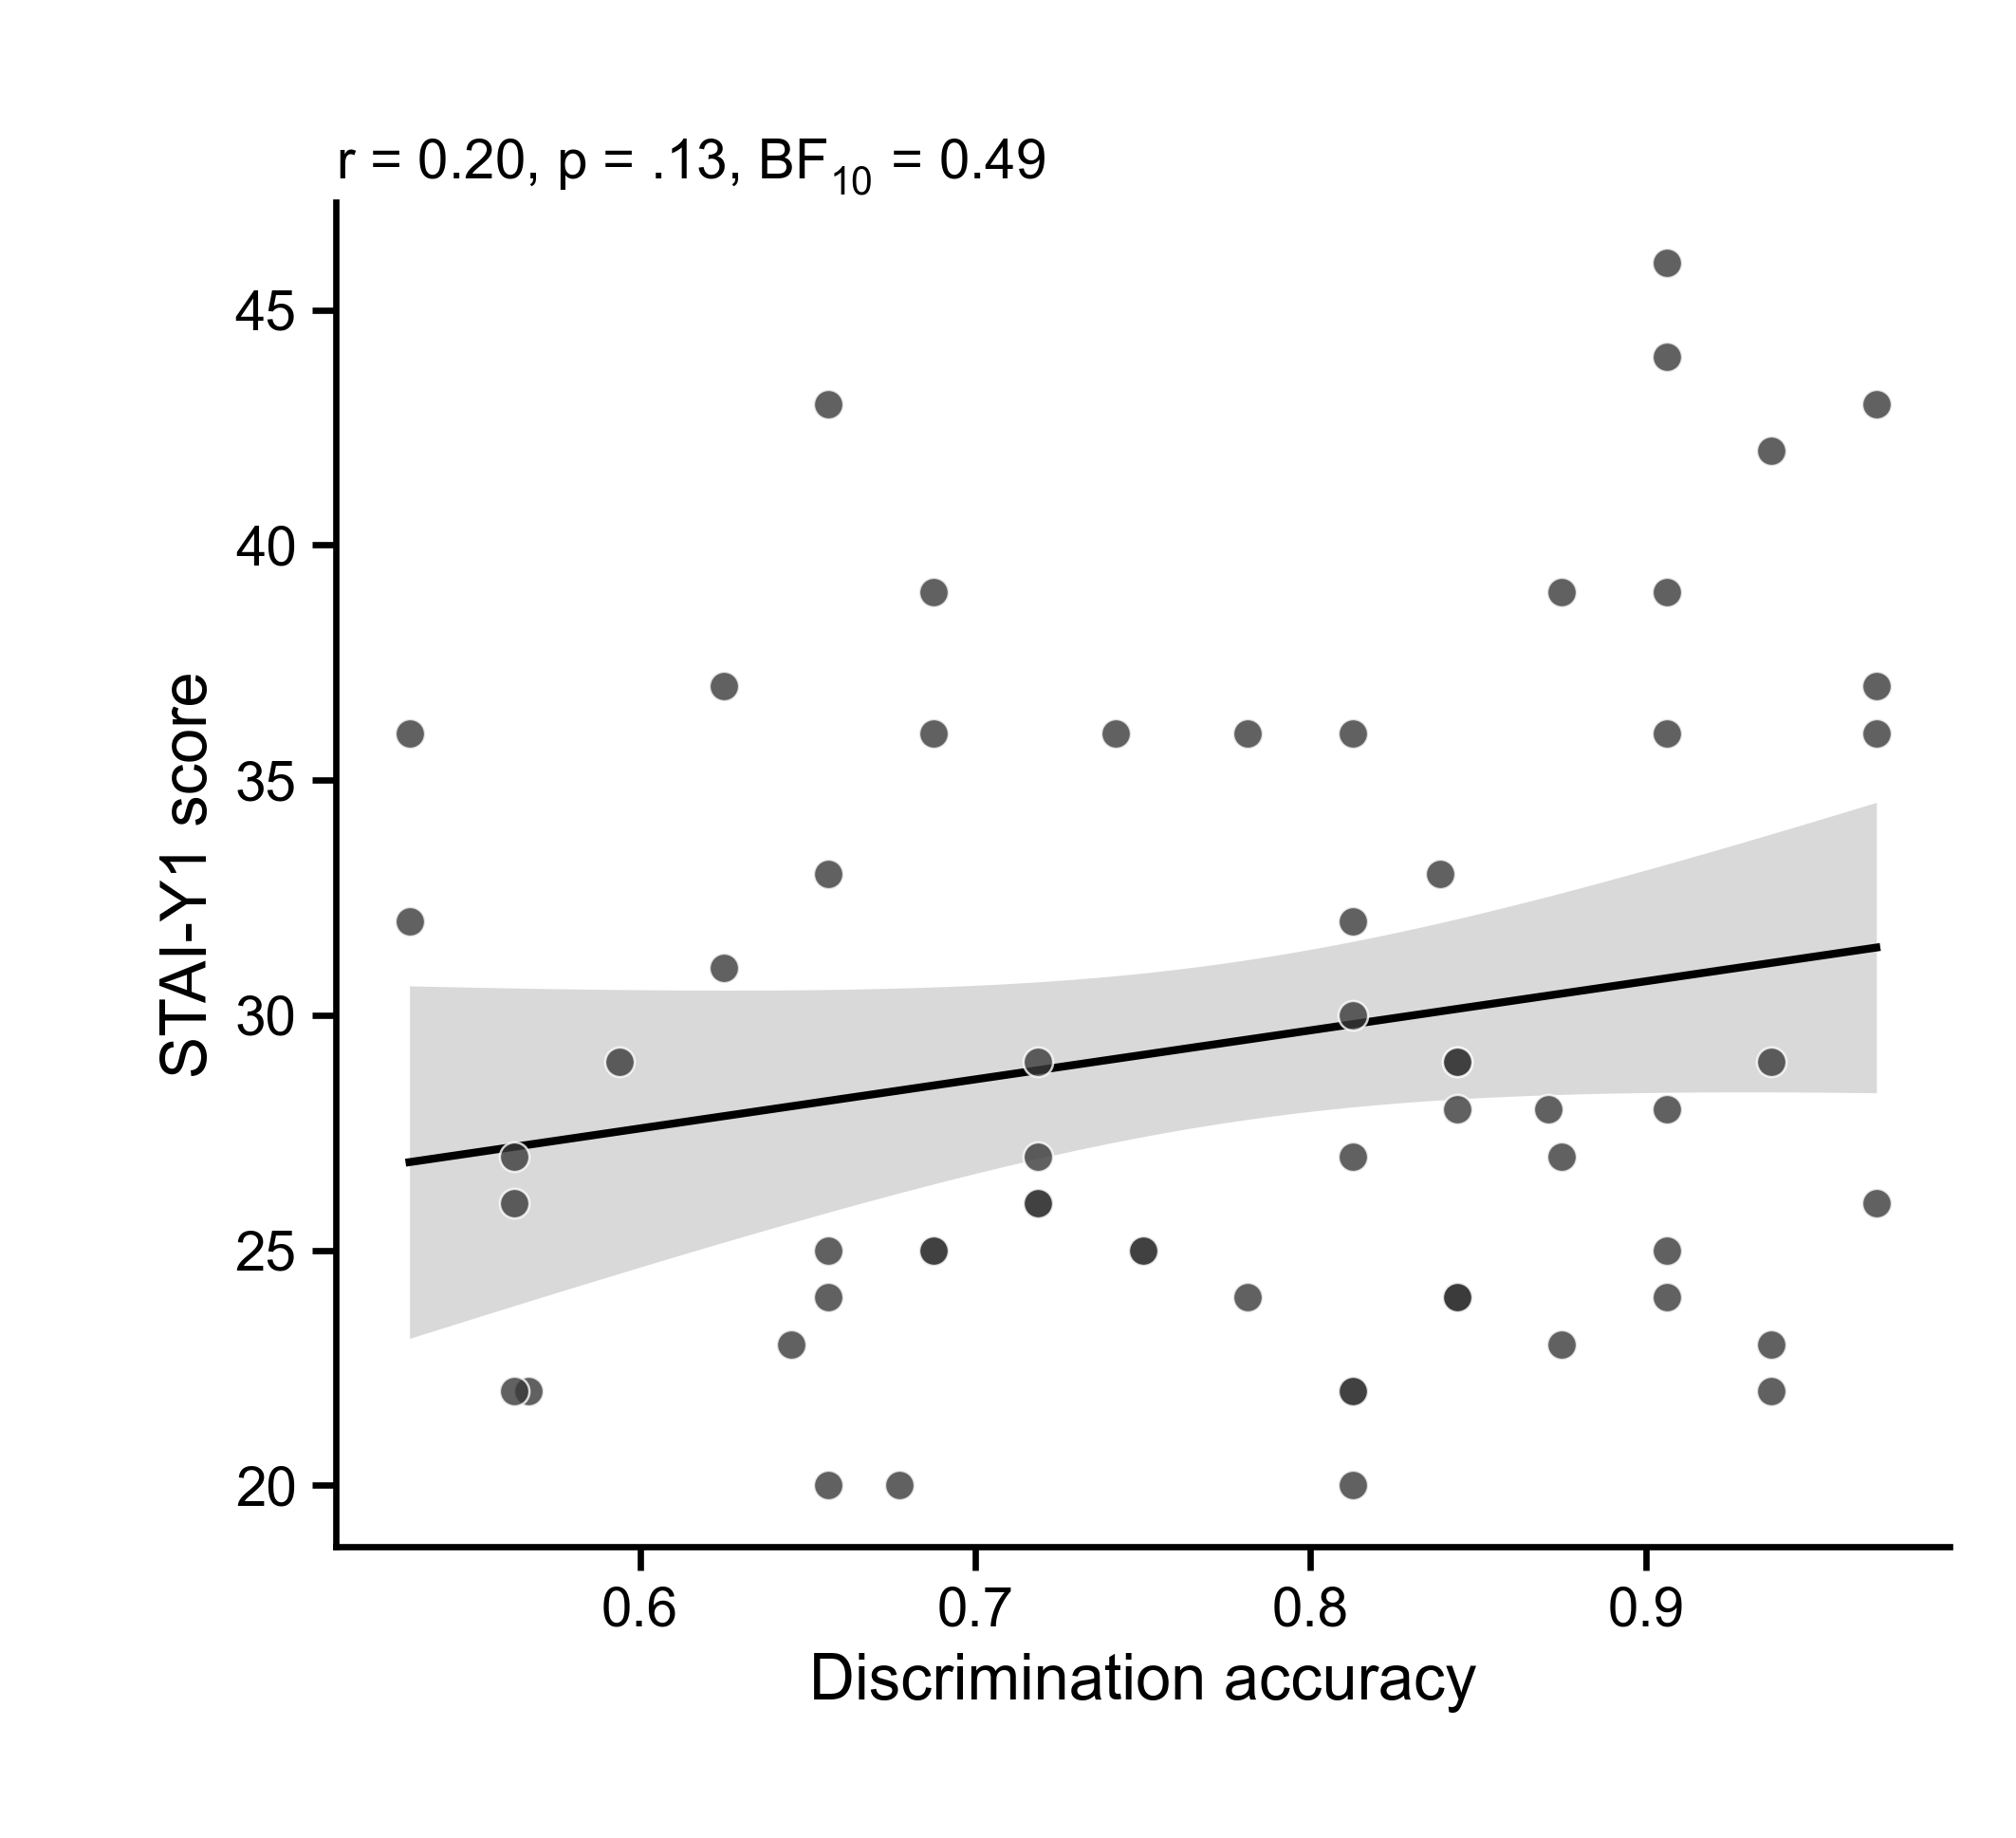 r = 0.20, p = .13, BF₁₀ = 0.49
45
40
35
30
25
20
STAI-Y1 score
0.6 0.7 0.8 0.9
Discrimination accuracy